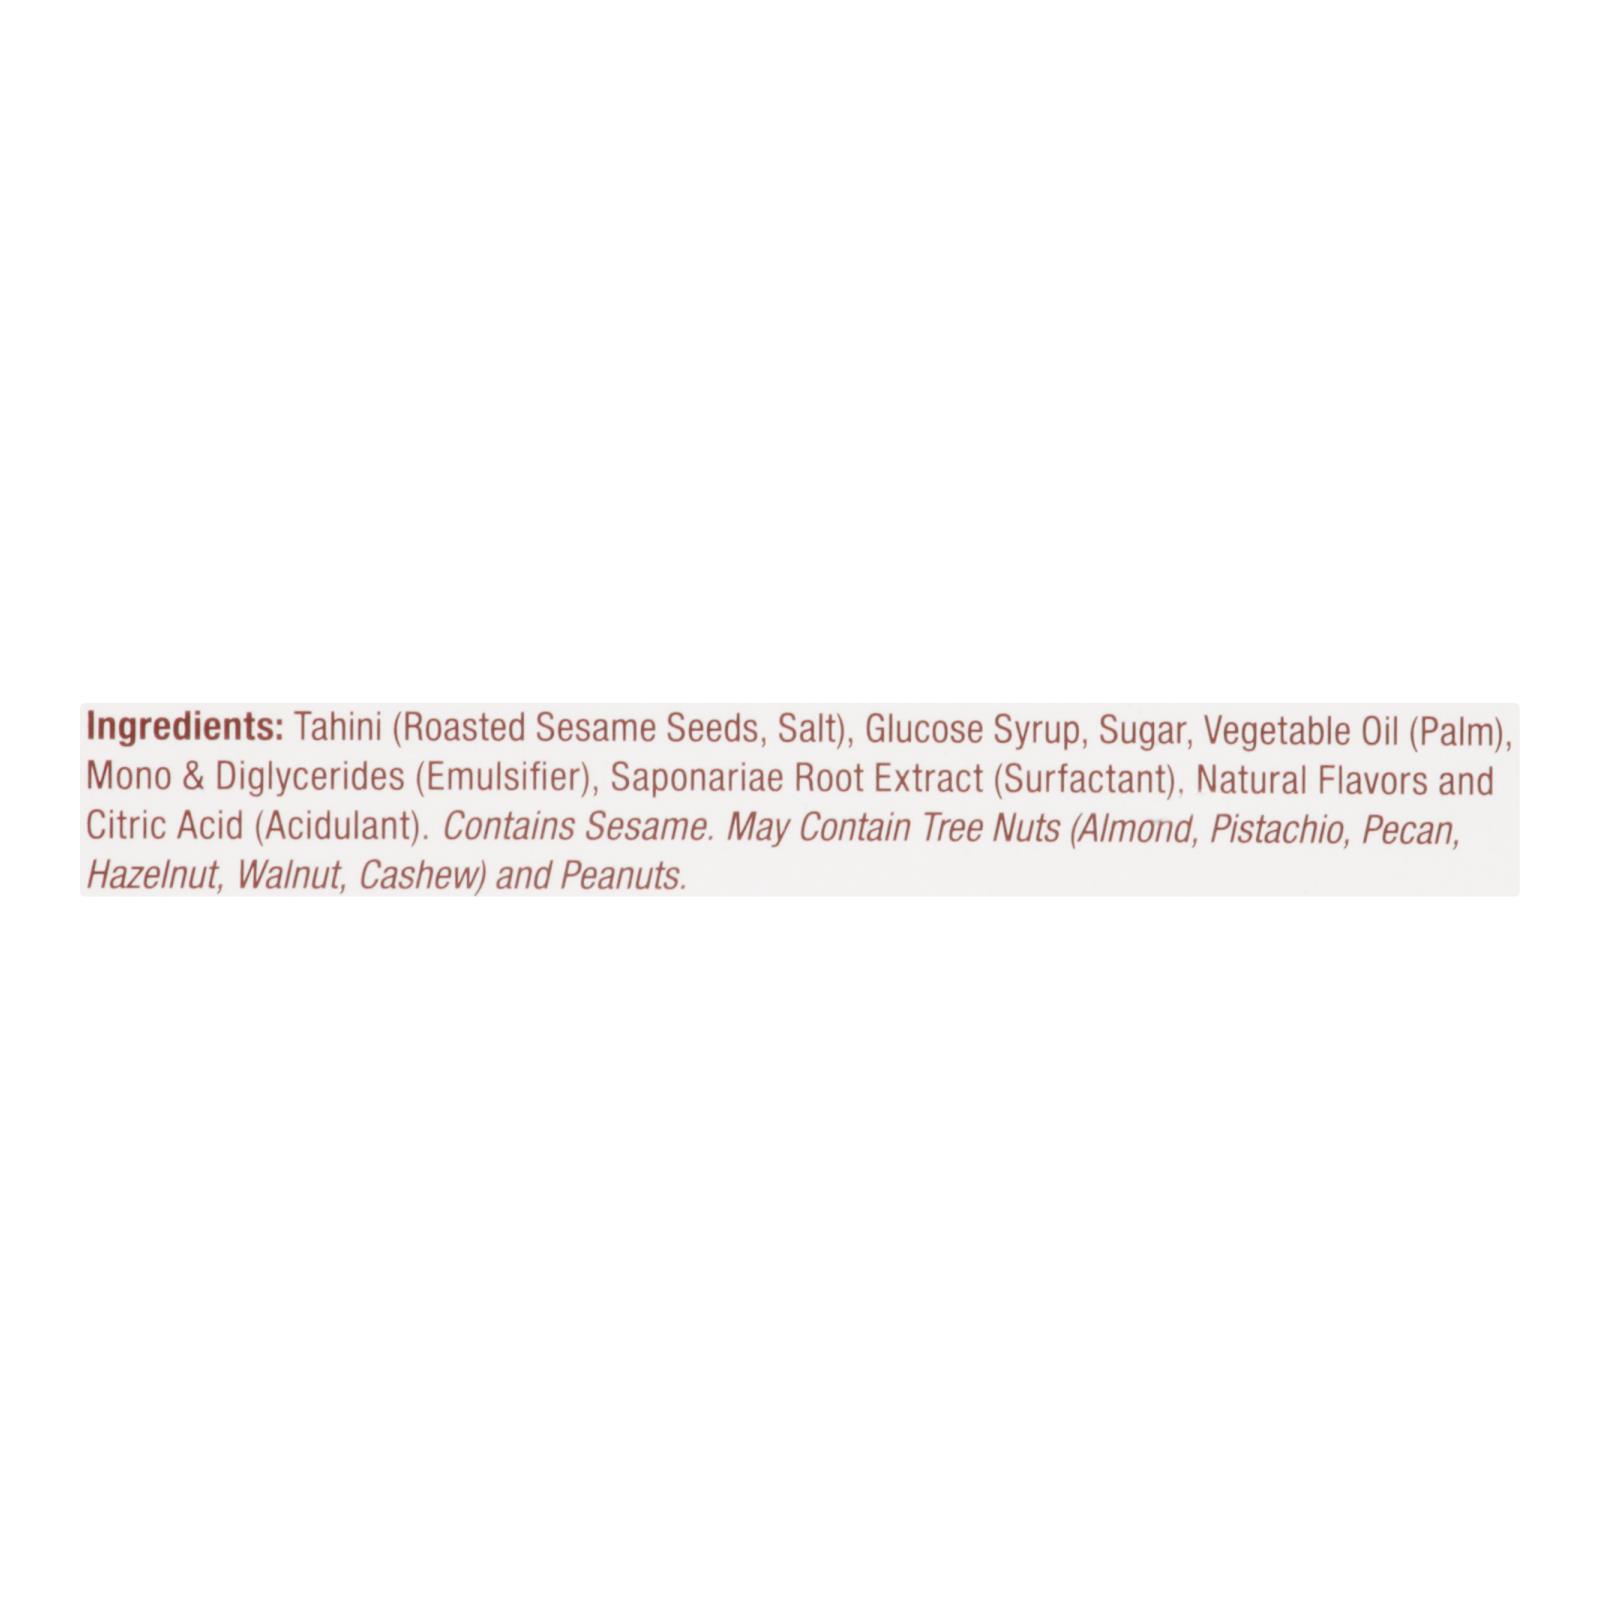 Ingredients: Tahini (Roasted Sesame Seeds, Salt), Glucose Syrup, Sugar, Vegetable Oil (Palm),
Mono & Diglycerides (Emulsifier), Saponariae Root Extract (Surfactant), Natural Flavors and
Citric Acid (Acidulant). Contains Sesame. May Contain Tree Nuts (Almond, Pistachio, Pecan,
Hazelnut, Walnut, Cashew) and Peanuts.